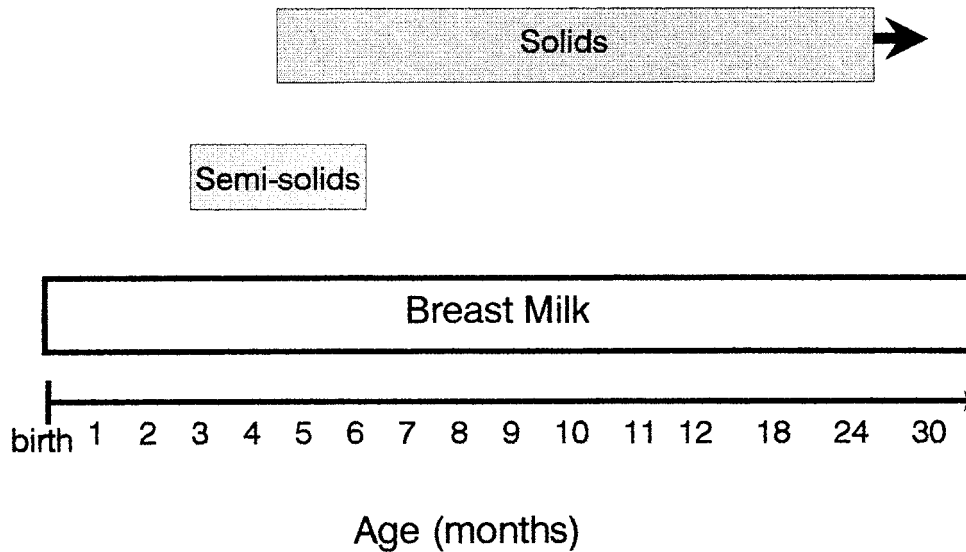 Solids
Semi-solids
Breast Milk
birth 1 2 3 4 5 6 7 8 9 10 11 12 18 24 30
Age (months)